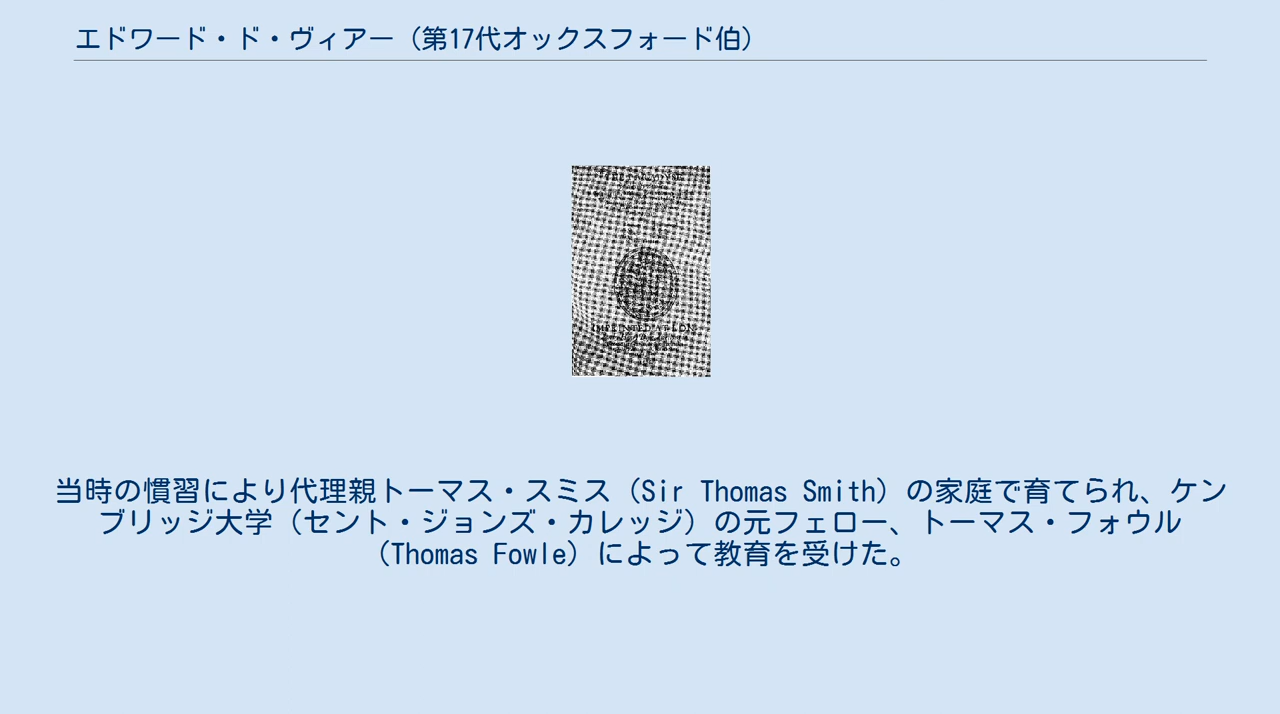 エドワード・ド・ヴィアー（第17代オックスフォード伯）
IMPRINTED AT LON
当時の慣習により代理親トーマス・スミス（Sir Thomas Smith）の家庭で育てられ、ケン
ブリッジ大学（セント・ジョンズ・カレッジ）の元フェロー、トーマス・フォウル
（Thomas Fowle）によって教育を受けた。